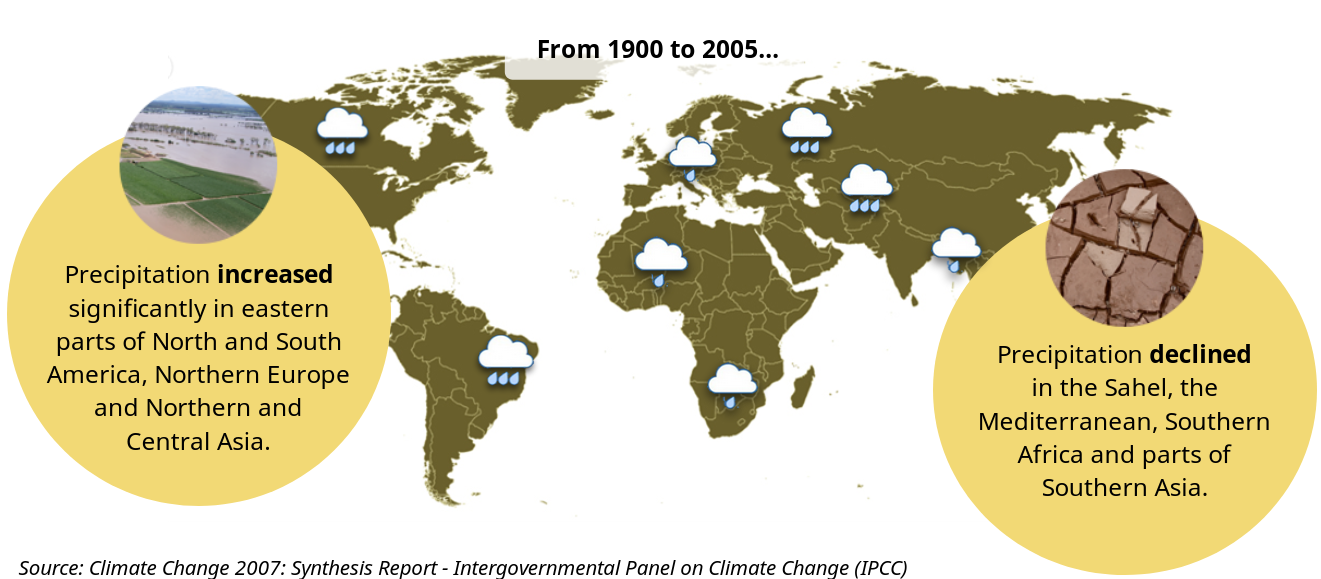 From 1900 to 2005...
Precipitation increased
significantly in eastern
parts of North and South
America, Northern Europe
and Northern and
Central Asia.
Precipitation declined
in the Sahel, the
Mediterranean, Southern
Africa and parts of
Southern Asia.
Source: Climate Change 2007: Synthesis Report - Intergovernmental Panel on Climate Change (IPCC)